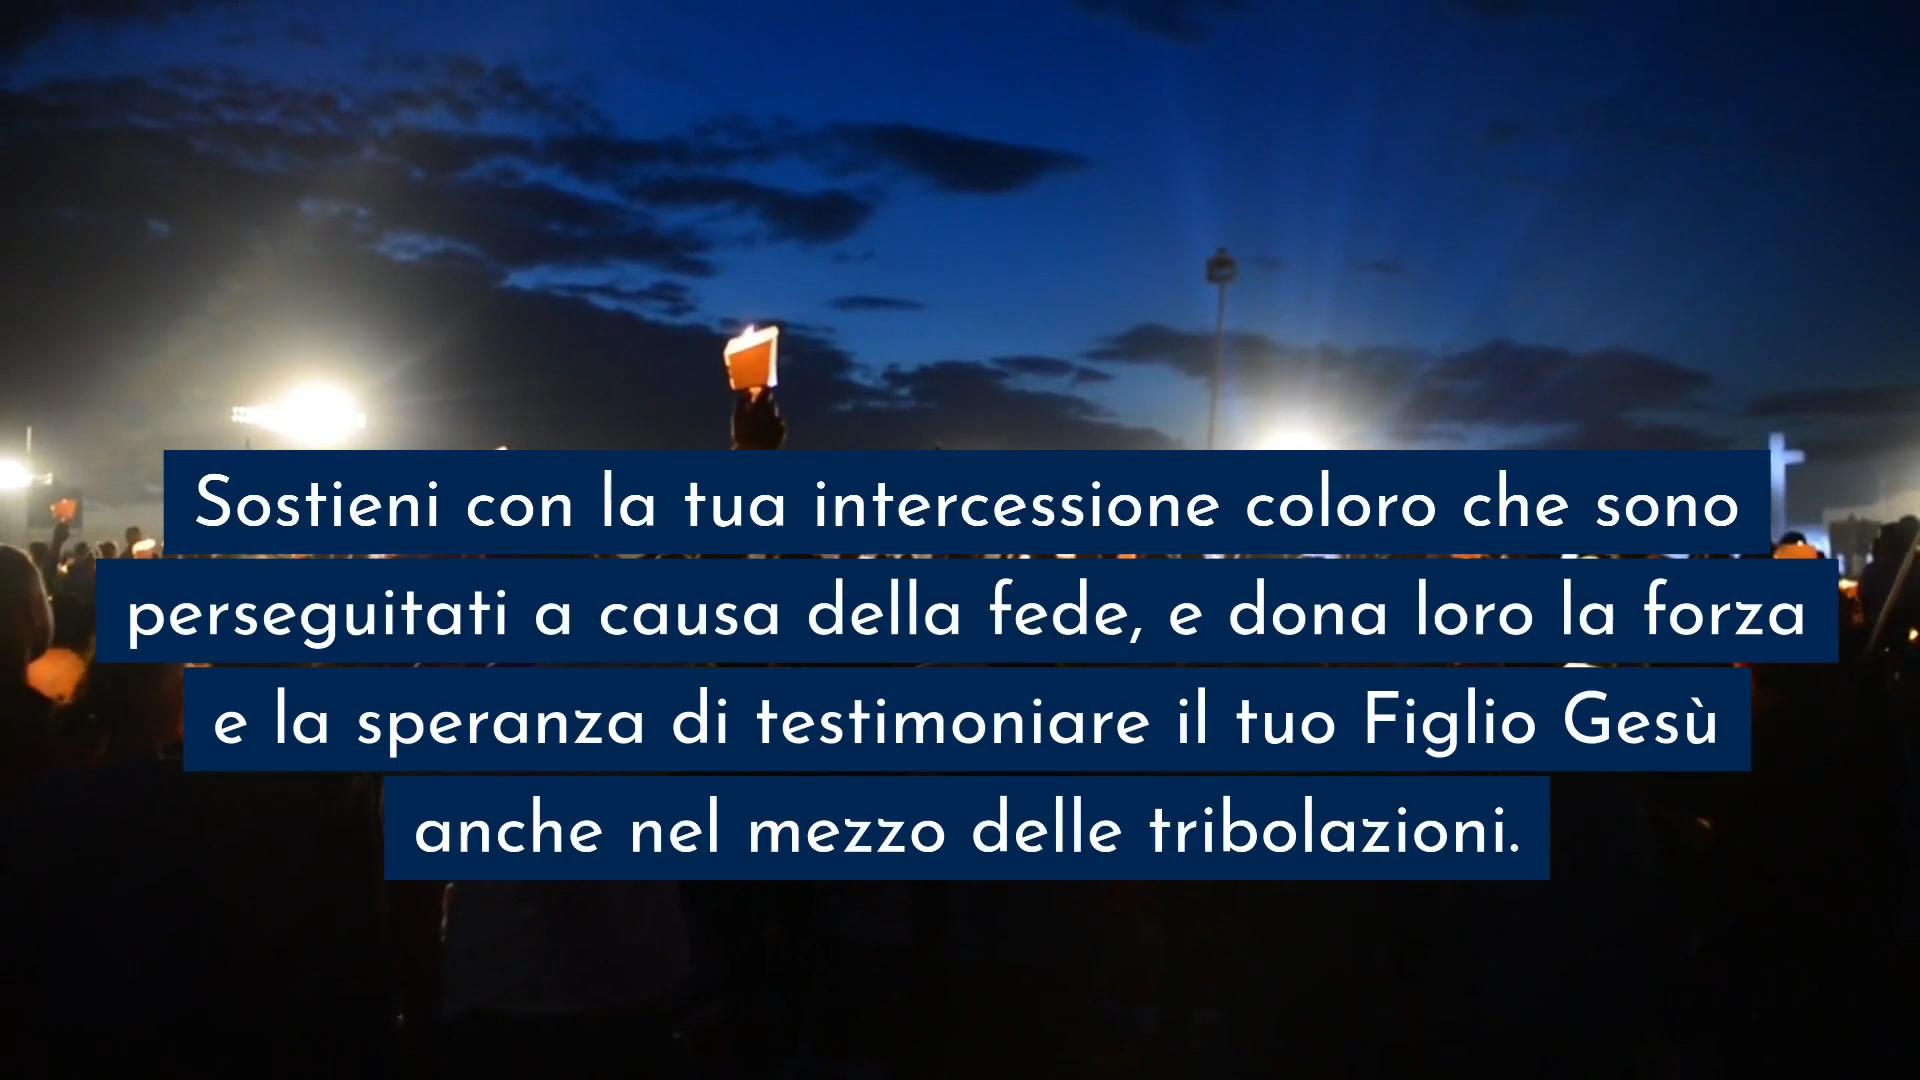 Sostieni con la tua intercessione coloro che sono
perseguitati a causa della fede, e dona loro la forza
e la speranza di testimoniare il tuo Figlio Gesù
anche nel mezzo delle tribolazioni.